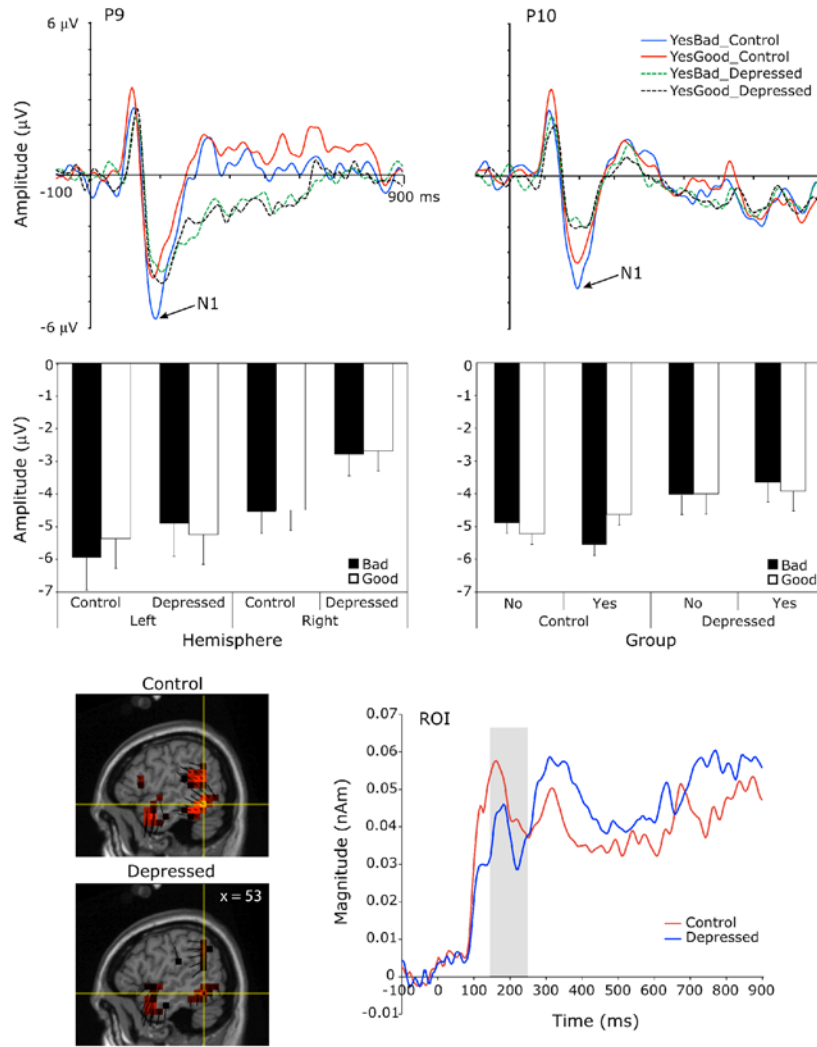 6 μV
P9
P10
YesBad_Control
YesGood_Control
YesBad_Depressed
YesGood_Depressed
Amplitude (μV)
Amplitude (μV)
-100
900 ms
N1
N1
-6 μV
0
-1
-2
-3
-4
-5
-6
-7
Amplitude (μV)
Bad
Good
Control
Depressed
Control
Depressed
Left
Right
Hemisphere
0
-1
-2
-3
-4
-5
-6
-7
Bad
Good
No
Yes
No
Yes
Control
Depressed
Group
Control
Depressed
x = 53
ROI
0.07
0.06
0.05
0.04
0.03
0.02
0.01
0
-0.01
Magnitude (nAm)
Control
Depressed
-100
0
100
200
300
400
500
600
700
800
900
Time (ms)